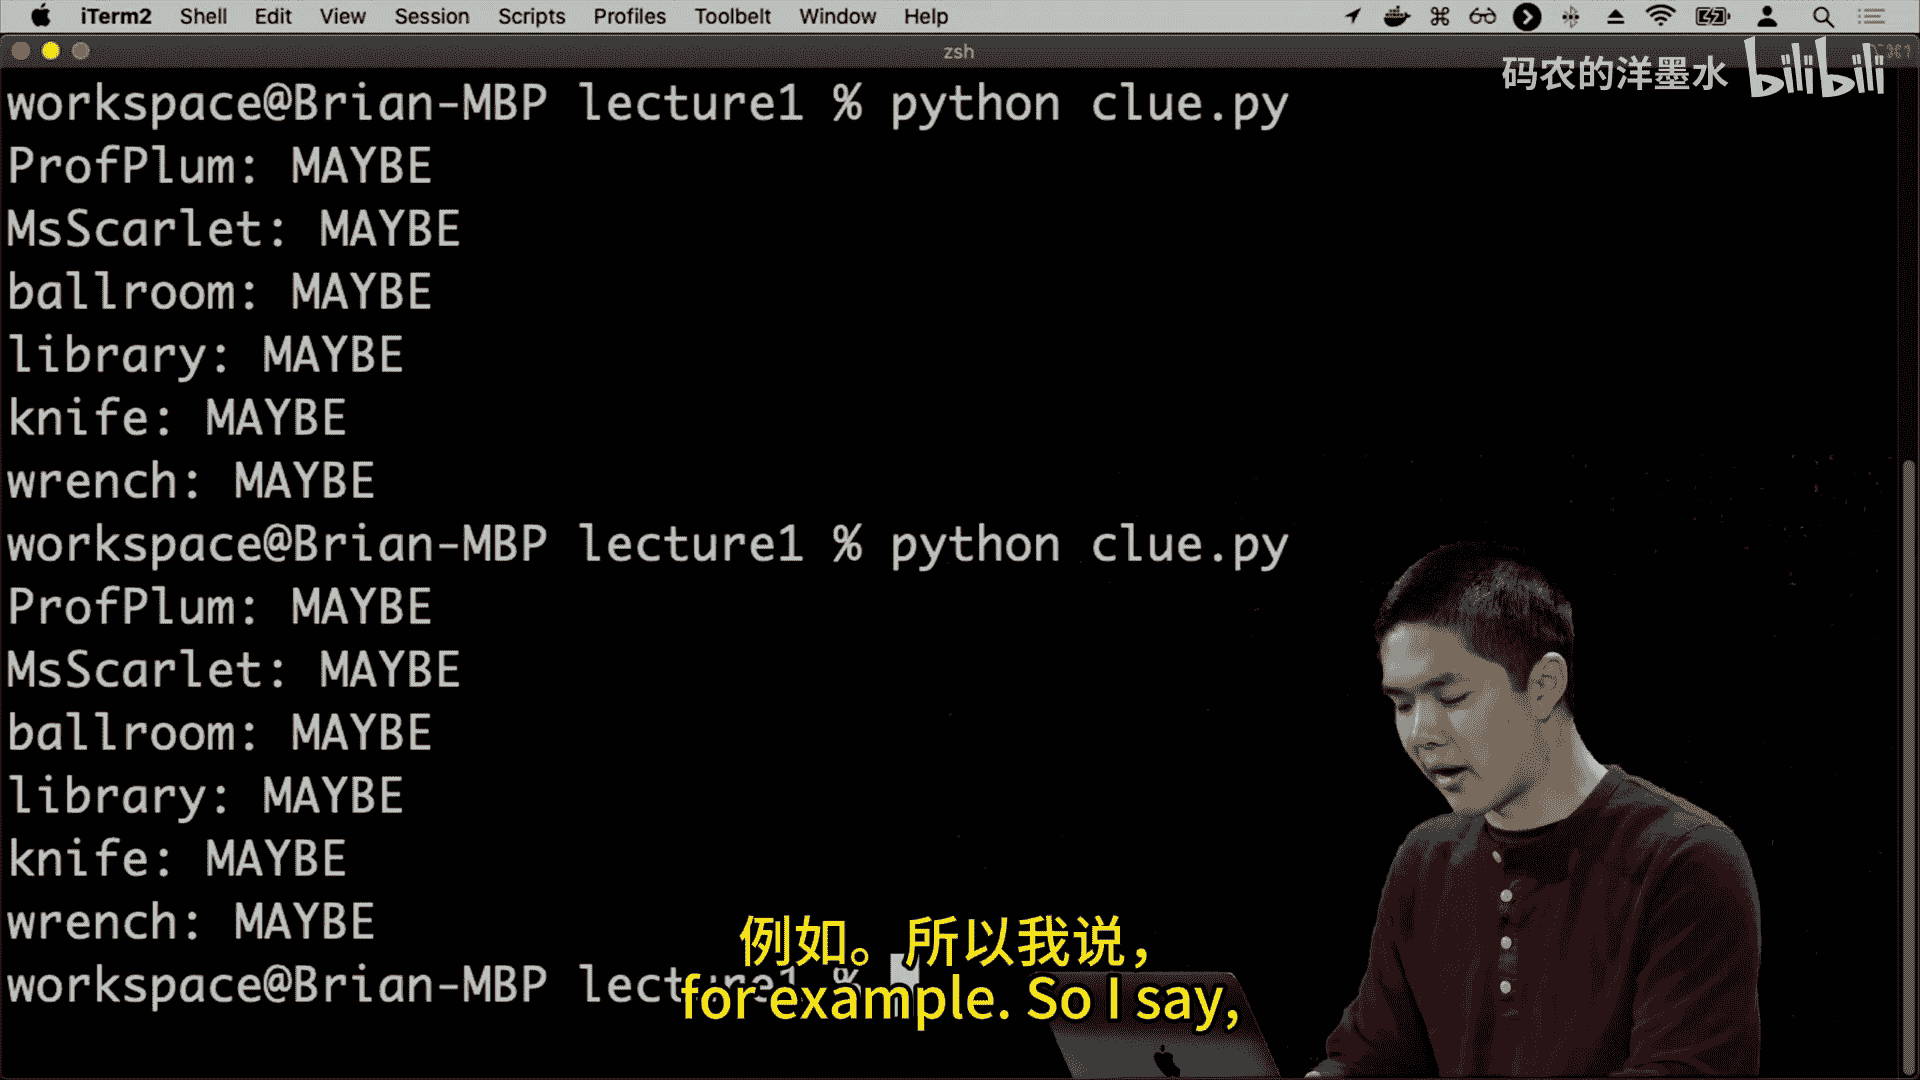 iTerm2 Shell Edit View Session Scripts Profiles Toolbelt Window Help
zsh
码农的洋墨水 bilibili
workspace@Brian-MBP lecture1 % python clue.py
ProfPlum: MAYBE
MsScarlet: MAYBE
ballroom: MAYBE
library: MAYBE
knife: MAYBE
wrench: MAYBE
workspace@Brian-MBP lecture1 % python clue.py
ProfPlum: MAYBE
MsScarlet: MAYBE
ballroom: MAYBE
library: MAYBE
knife: MAYBE
wrench: MAYBE
workspace@Brian-MBP lecture1 %
例如。所以我说，
for example. So I say,